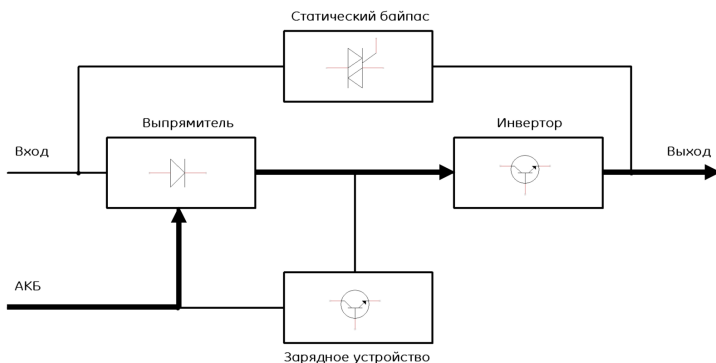 Статический байпас
Выпрямитель
Инвертор
Вход
Выход
АКБ
Зарядное устройство